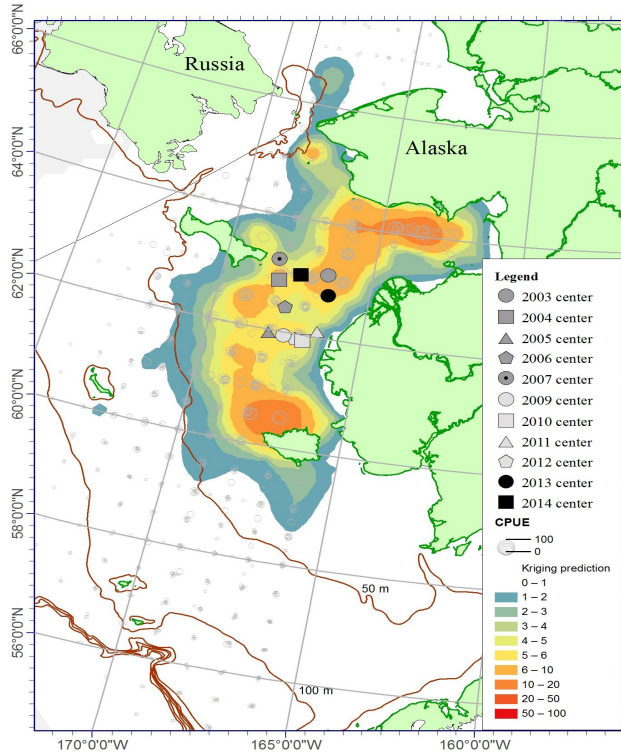 66°0'0"N
64°0'0"N
62°0'0"N
60°0'0"N
58°0'0"N
56°0'0"N
Russia
Alaska
Legend
2003 center
2004 center
2005 center
2006 center
2007 center
2009 center
2010 center
2011 center
2012 center
2013 center
2014 center
CPUE
100
0
Kriging prediction
0 – 1
1 – 2
2 – 3
3 – 4
4 – 5
5 – 6
6 – 10
10 – 20
20 – 50
50 – 100
50 m
100 m
170°0'0"W 165°0'0"W 160°0'0"W